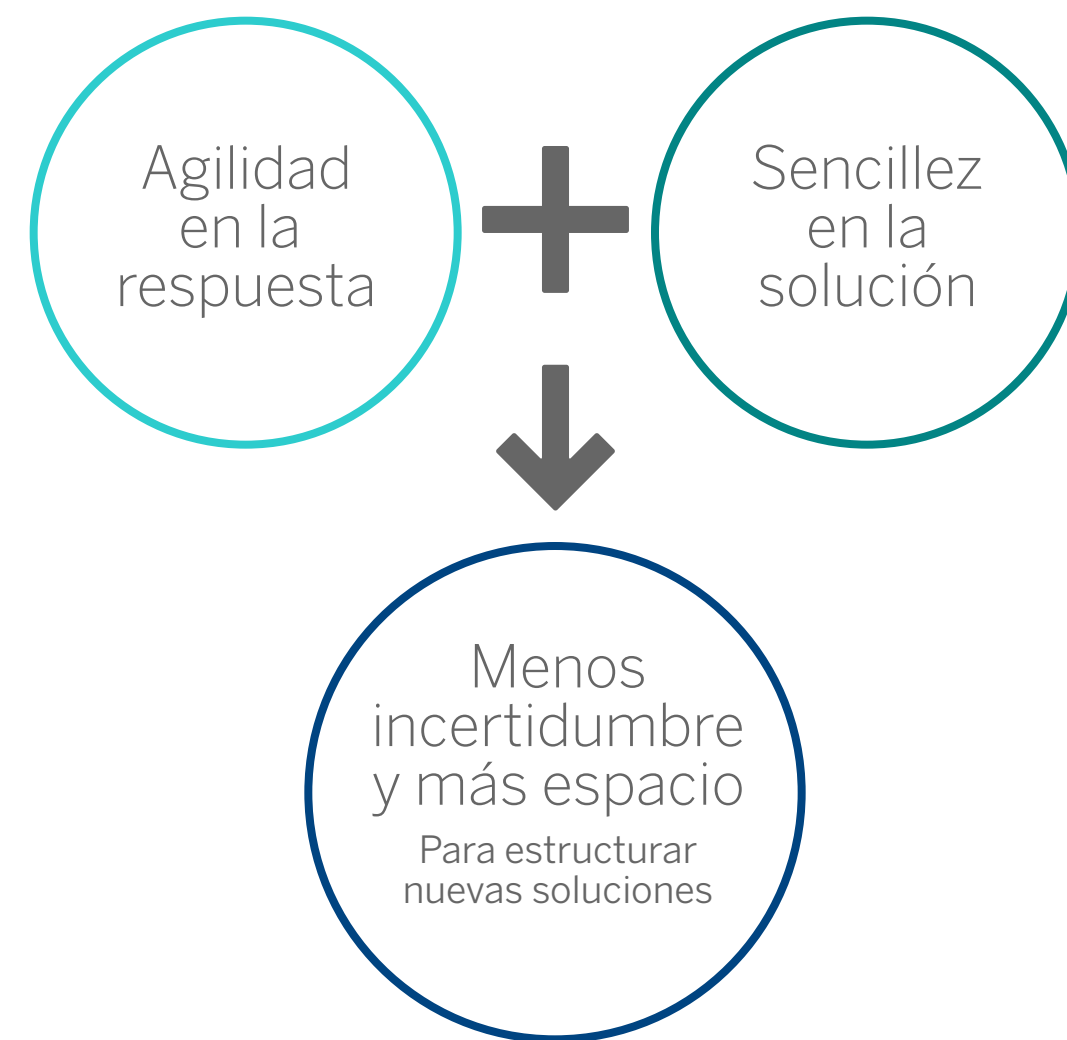 Agilidad
en la
respuesta
Sencillez
en la
solución
Menos
incertidumbre
y más espacio
Para estructurar
nuevas soluciones